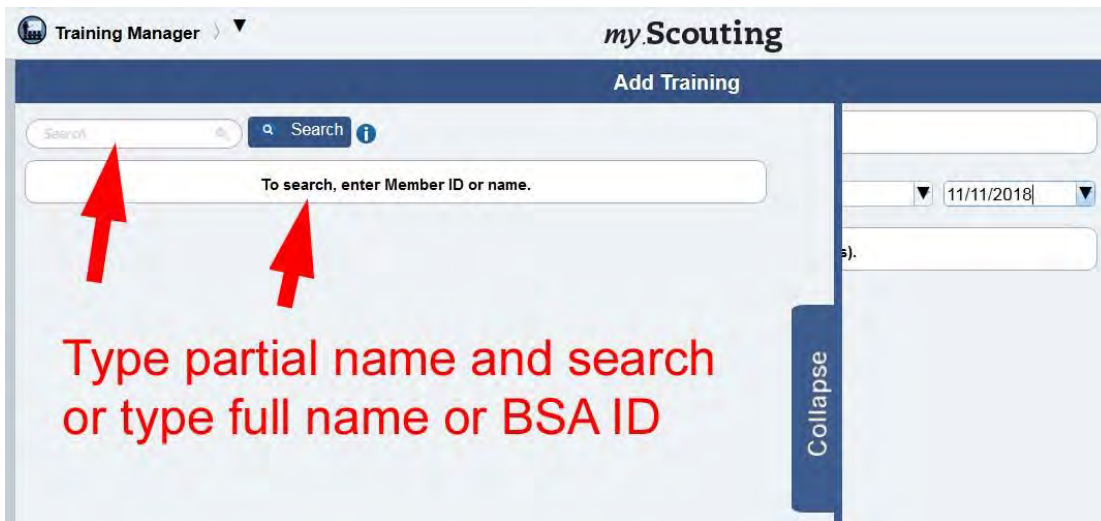 Training Manager
my.Scouting
Add Training
Search
Search
To search, enter Member ID or name.
11/11/2018
s).
Type partial name and search
or type full name or BSA ID
Collapse